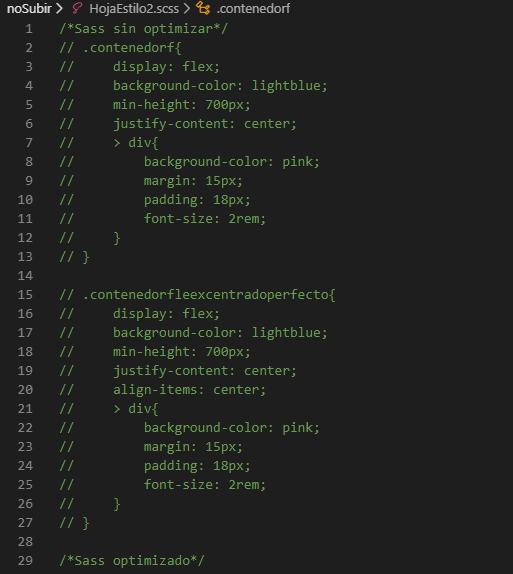 noSubir > HojaEstilo2.scss > .contenedorf
1 /*Sass sin optimizar*/
2 // .contenedorf{
3 //     display: flex;
4 //     background-color: lightblue;
5 //     min-height: 700px;
6 //     justify-content: center;
7 //     > div{
8 //         background-color: pink;
9 //         margin: 15px;
10 //         padding: 18px;
11 //         font-size: 2rem;
12 //     }
13 // }
14
15 // .contenedorfleexcentradoperfecto{
16 //     display: flex;
17 //     background-color: lightblue;
18 //     min-height: 700px;
19 //     justify-content: center;
20 //     align-items: center;
21 //     > div{
22 //         background-color: pink;
23 //         margin: 15px;
24 //         padding: 18px;
25 //         font-size: 2rem;
26 //     }
27 // }
28
29 /*Sass optimizado*/